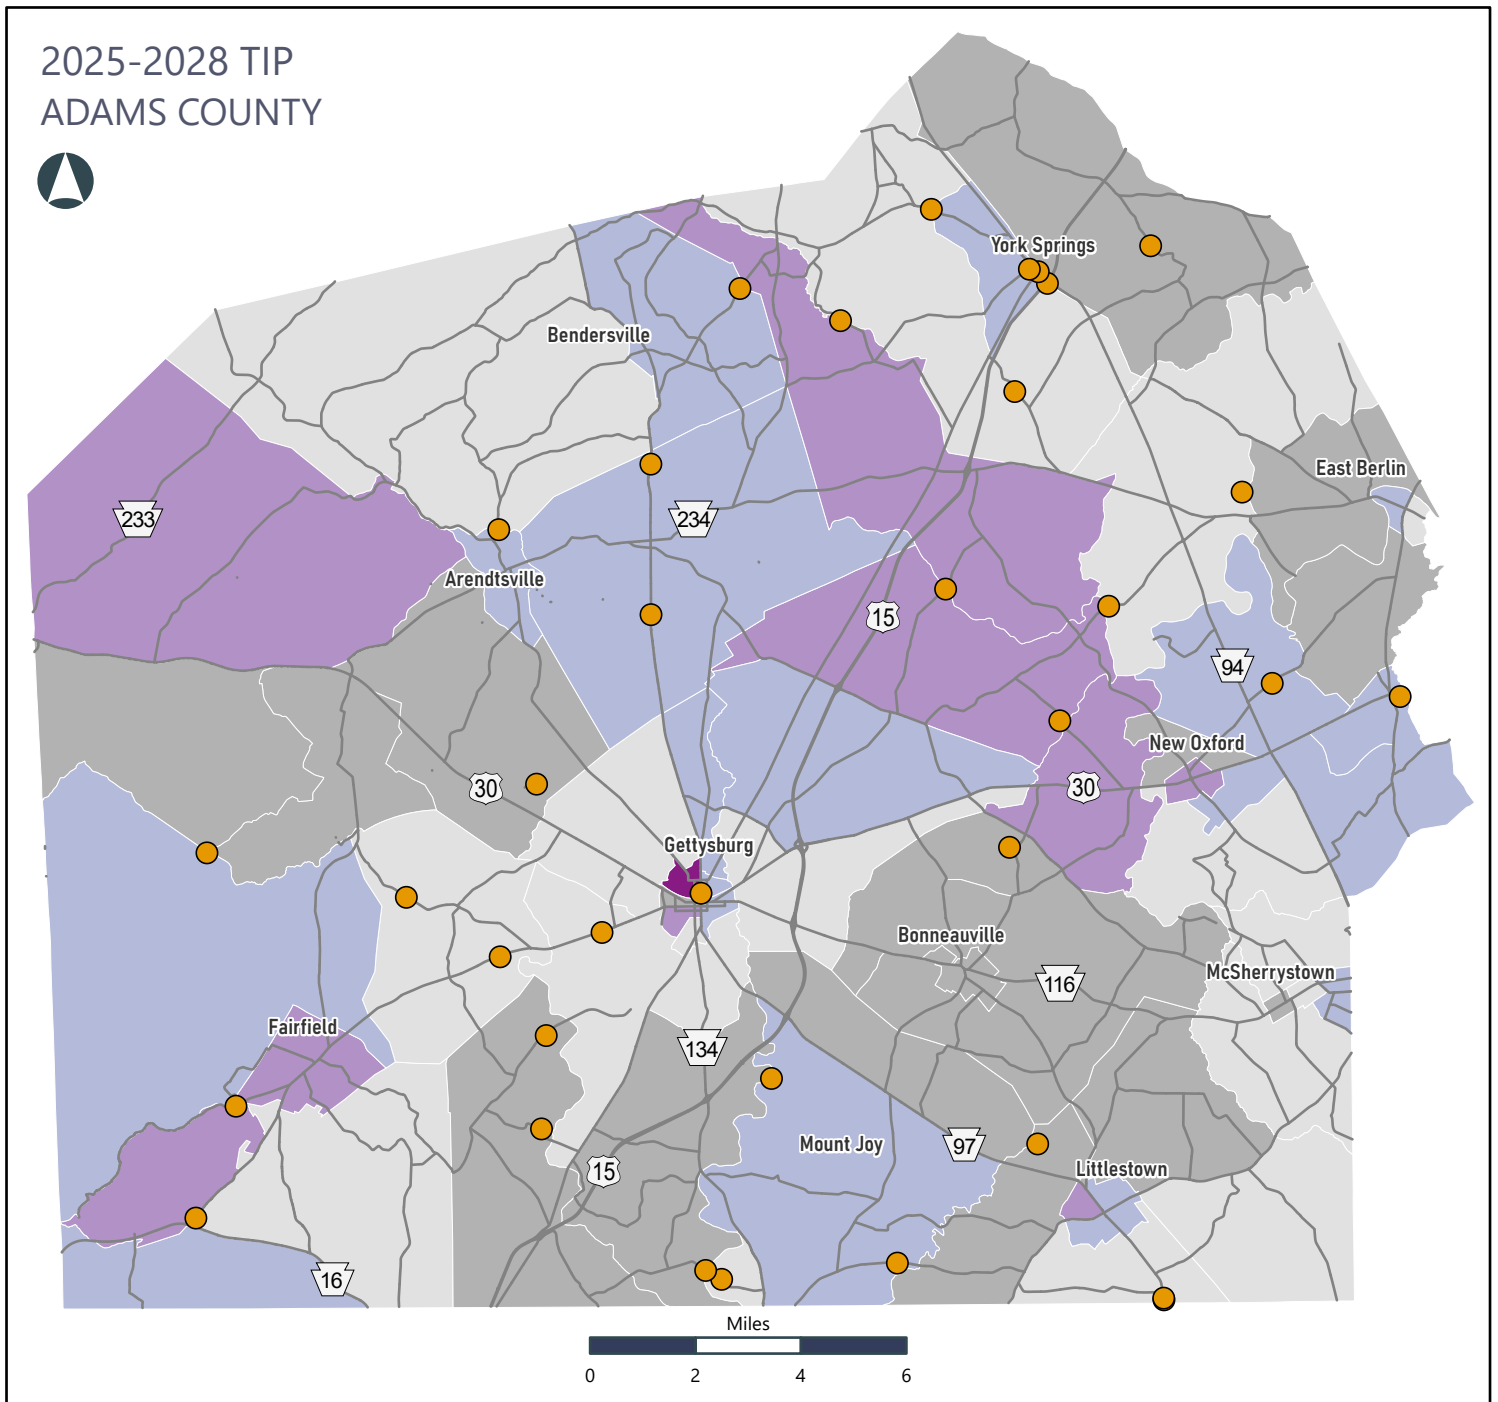 2025-2028 TIP
ADAMS COUNTY
York Springs
Bendersville
East Berlin
233
234
Arendtsville
15
94
New Oxford
30
30
Gettysburg
Bonneauville
116
McSherrystown
Fairfield
134
Mount Joy
97
15
Littlestown
16
Miles
0 2 4 6